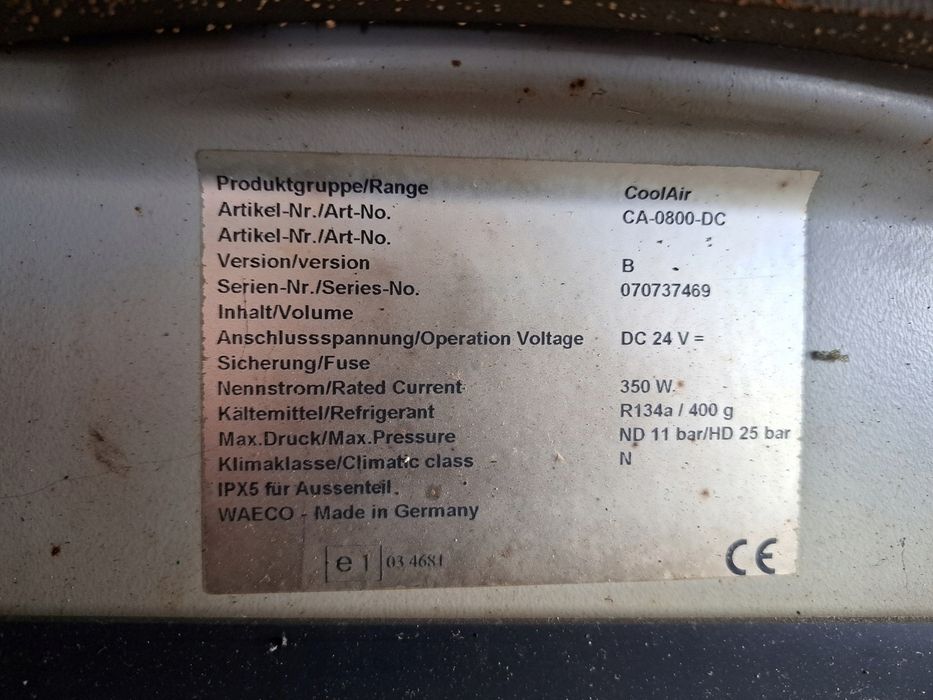 Produktgruppe/Range CoolAir
Artikel-Nr./Art-No. CA-0800-DC
Artikel-Nr./Art-No.
Version/version B
Serien-Nr./Series-No. 070737469
Inhalt/Volume
Anschlussspannung/Operation Voltage DC 24 V =
Sicherung/Fuse
Nennstrom/Rated Current 350 W
Kältemittel/Refrigerant R134a / 400 g
Max.Druck/Max.Pressure ND 11 bar/HD 25 bar
Klimaklasse/Climatic class N
IPX5 für Aussenteil
WAECO - Made in Germany
e1 03 4681
CE